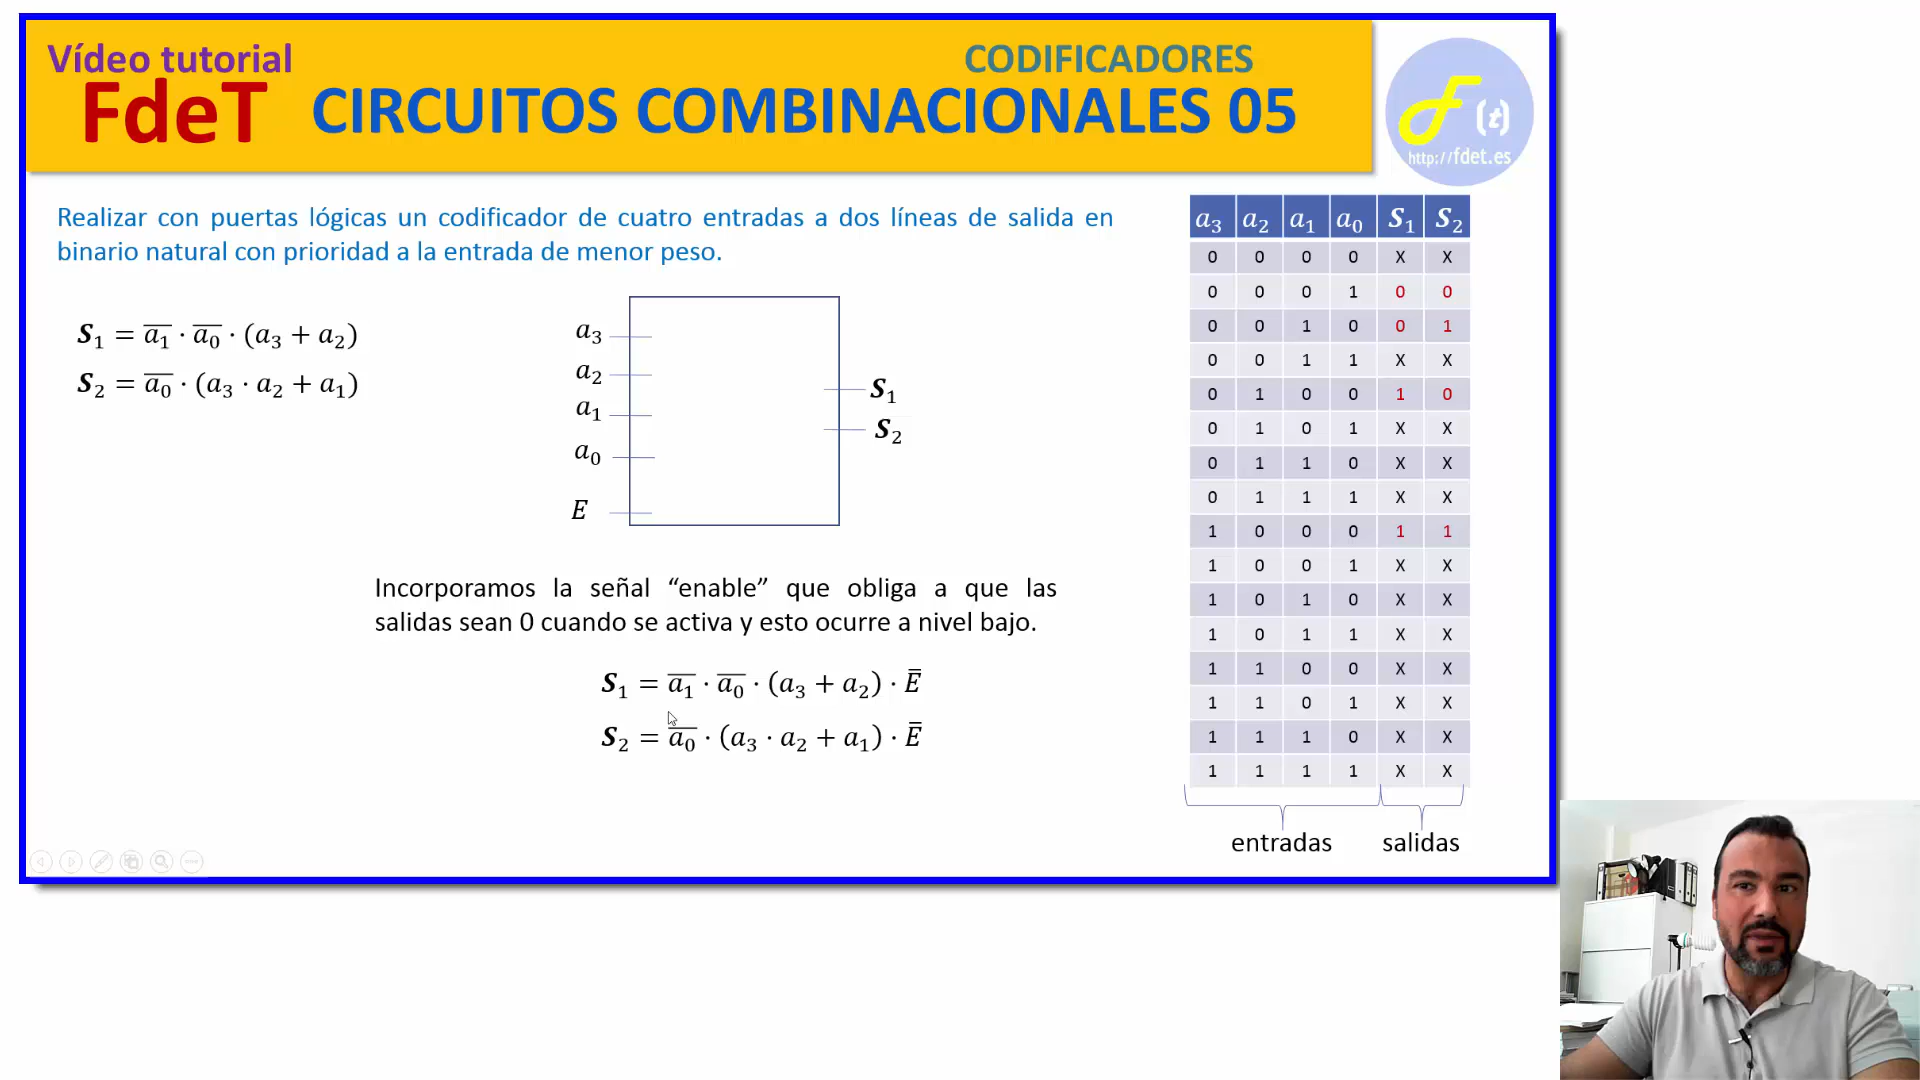 Vídeo tutorial
FdeT
CODIFICADORES
CIRCUITOS COMBINACIONALES 05
F(t)
http://fdet.es
Realizar con puertas lógicas un codificador de cuatro entradas a dos líneas de salida en
binario natural con prioridad a la entrada de menor peso.
S₁ = a̅₁ · a̅₀ · (a₃ + a₂)
S₂ = a̅₀ · (a₃ · a₂ + a₁)
a₃
a₂
a₁
a₀
E
S₁
S₂
Incorporamos la señal “enable” que obliga a que las
salidas sean 0 cuando se activa y esto ocurre a nivel bajo.
S₁ = a̅₁ · a̅₀ · (a₃ + a₂) · E̅
S₂ = a̅₀ · (a₃ · a₂ + a₁) · E̅
a₃ a₂ a₁ a₀ S₁ S₂
0 0 0 0 X X
0 0 0 1 0 0
0 0 1 0 0 1
0 0 1 1 X X
0 1 0 0 1 0
0 1 0 1 X X
0 1 1 0 X X
0 1 1 1 X X
1 0 0 0 1 1
1 0 0 1 X X
1 0 1 0 X X
1 0 1 1 X X
1 1 0 0 X X
1 1 0 1 X X
1 1 1 0 X X
1 1 1 1 X X
entradas salidas